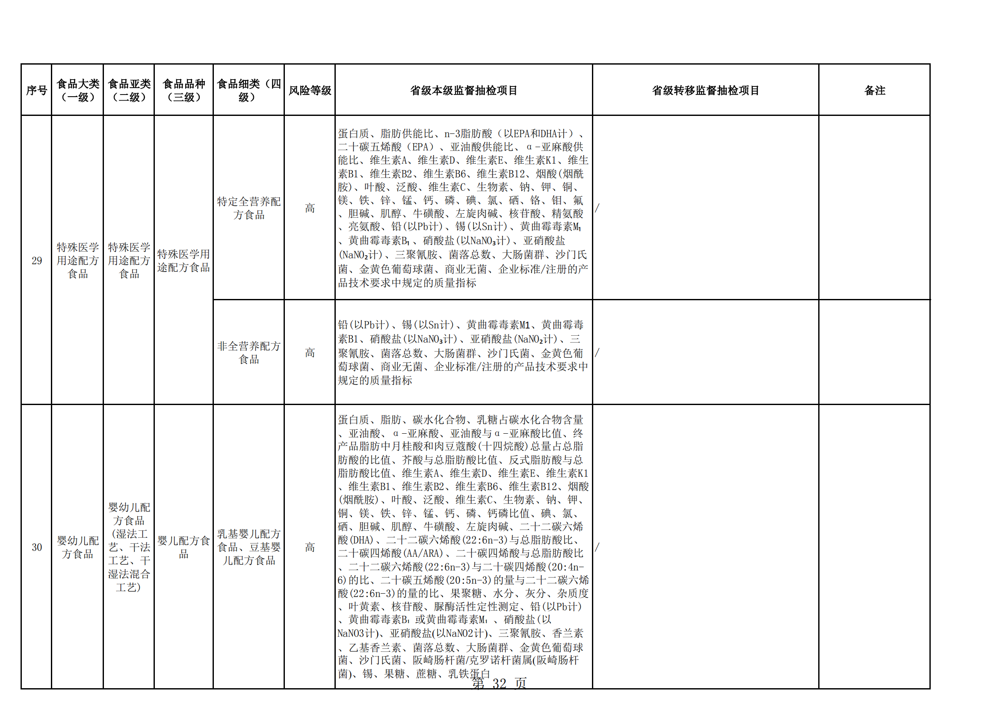 序号
食品大类
（一级）
食品亚类
（二级）
食品品种
（三级）
食品细类（四
级）
风险等级
省级本级监督抽检项目
省级转移监督抽检项目
备注
29
特殊医学
用途配方
食品
特殊医学
用途配方
食品
特殊医学用
途配方食品
特定全营养配
方食品
高
蛋白质、脂肪供能比、n-3脂肪酸（以EPA和DHA计）、
二十碳五烯酸（EPA）、亚油酸供能比、α-亚麻酸供
能比、维生素A、维生素D、维生素E、维生素K1、维生
素B1、维生素B2、维生素B6、维生素B12、烟酸(烟酰
胺)、叶酸、泛酸、维生素C、生物素、钠、钾、铜、
镁、铁、锌、锰、钙、磷、碘、氯、硒、铬、钼、氟
、胆碱、肌醇、牛磺酸、左旋肉碱、核苷酸、精氨酸
、亮氨酸、铅(以Pb计)、锡(以Sn计)、黄曲霉毒素M₁
、黄曲霉毒素B₁、硝酸盐(以NaNO₃计)、亚硝酸盐
(NaNO₂计)、三聚氰胺、菌落总数、大肠菌群、沙门氏
菌、金黄色葡萄球菌、商业无菌、企业标准/注册的产
品技术要求中规定的质量指标
/
非全营养配方
食品
高
铅(以Pb计)、锡(以Sn计)、黄曲霉毒素M1、黄曲霉毒
素B1、硝酸盐(以NaNO₃计)、亚硝酸盐(NaNO₂计)、三
聚氰胺、菌落总数、大肠菌群、沙门氏菌、金黄色葡
萄球菌、商业无菌、企业标准/注册的产品技术要求中
规定的质量指标
/
30
婴幼儿配
方食品
婴幼儿配
方食品
(湿法工
艺、干法
工艺、干
湿法混合
工艺)
婴儿配方食
品
乳基婴儿配方
食品、豆基婴
儿配方食品
高
蛋白质、脂肪、碳水化合物、乳糖占碳水化合物含量
、亚油酸、α-亚麻酸、亚油酸与α-亚麻酸比值、终
产品脂肪中月桂酸和肉豆蔻酸(十四烷酸)总量占总脂
肪酸的比值、芥酸与总脂肪酸比值、反式脂肪酸与总
脂肪酸比值、维生素A、维生素D、维生素E、维生素K1
、维生素B1、维生素B2、维生素B6、维生素B12、烟酸
(烟酰胺)、叶酸、泛酸、维生素C、生物素、钠、钾、
铜、镁、铁、锌、锰、钙、磷、钙磷比值、碘、氯、
硒、胆碱、肌醇、牛磺酸、左旋肉碱、二十二碳六烯
酸(DHA)、二十二碳六烯酸(22:6n-3)与总脂肪酸比、
二十碳四烯酸(AA/ARA)、二十碳四烯酸与总脂肪酸比
、二十二碳六烯酸(22:6n-3)与二十碳四烯酸(20:4n-
6)的比、二十碳五烯酸(20:5n-3)的量与二十二碳六烯
酸(22:6n-3)的量的比、果聚糖、水分、灰分、杂质度
、叶黄素、核苷酸、脲酶活性定性测定、铅(以Pb计)
、黄曲霉毒素B₁或黄曲霉毒素M₁、硝酸盐(以
NaNO3计)、亚硝酸盐(以NaNO2计)、三聚氰胺、香兰素
、乙基香兰素、菌落总数、大肠菌群、金黄色葡萄球
菌、沙门氏菌、阪崎肠杆菌/克罗诺杆菌属(阪崎肠杆
菌)、锡、果糖、蔗糖、乳铁蛋白
/
第 32 页